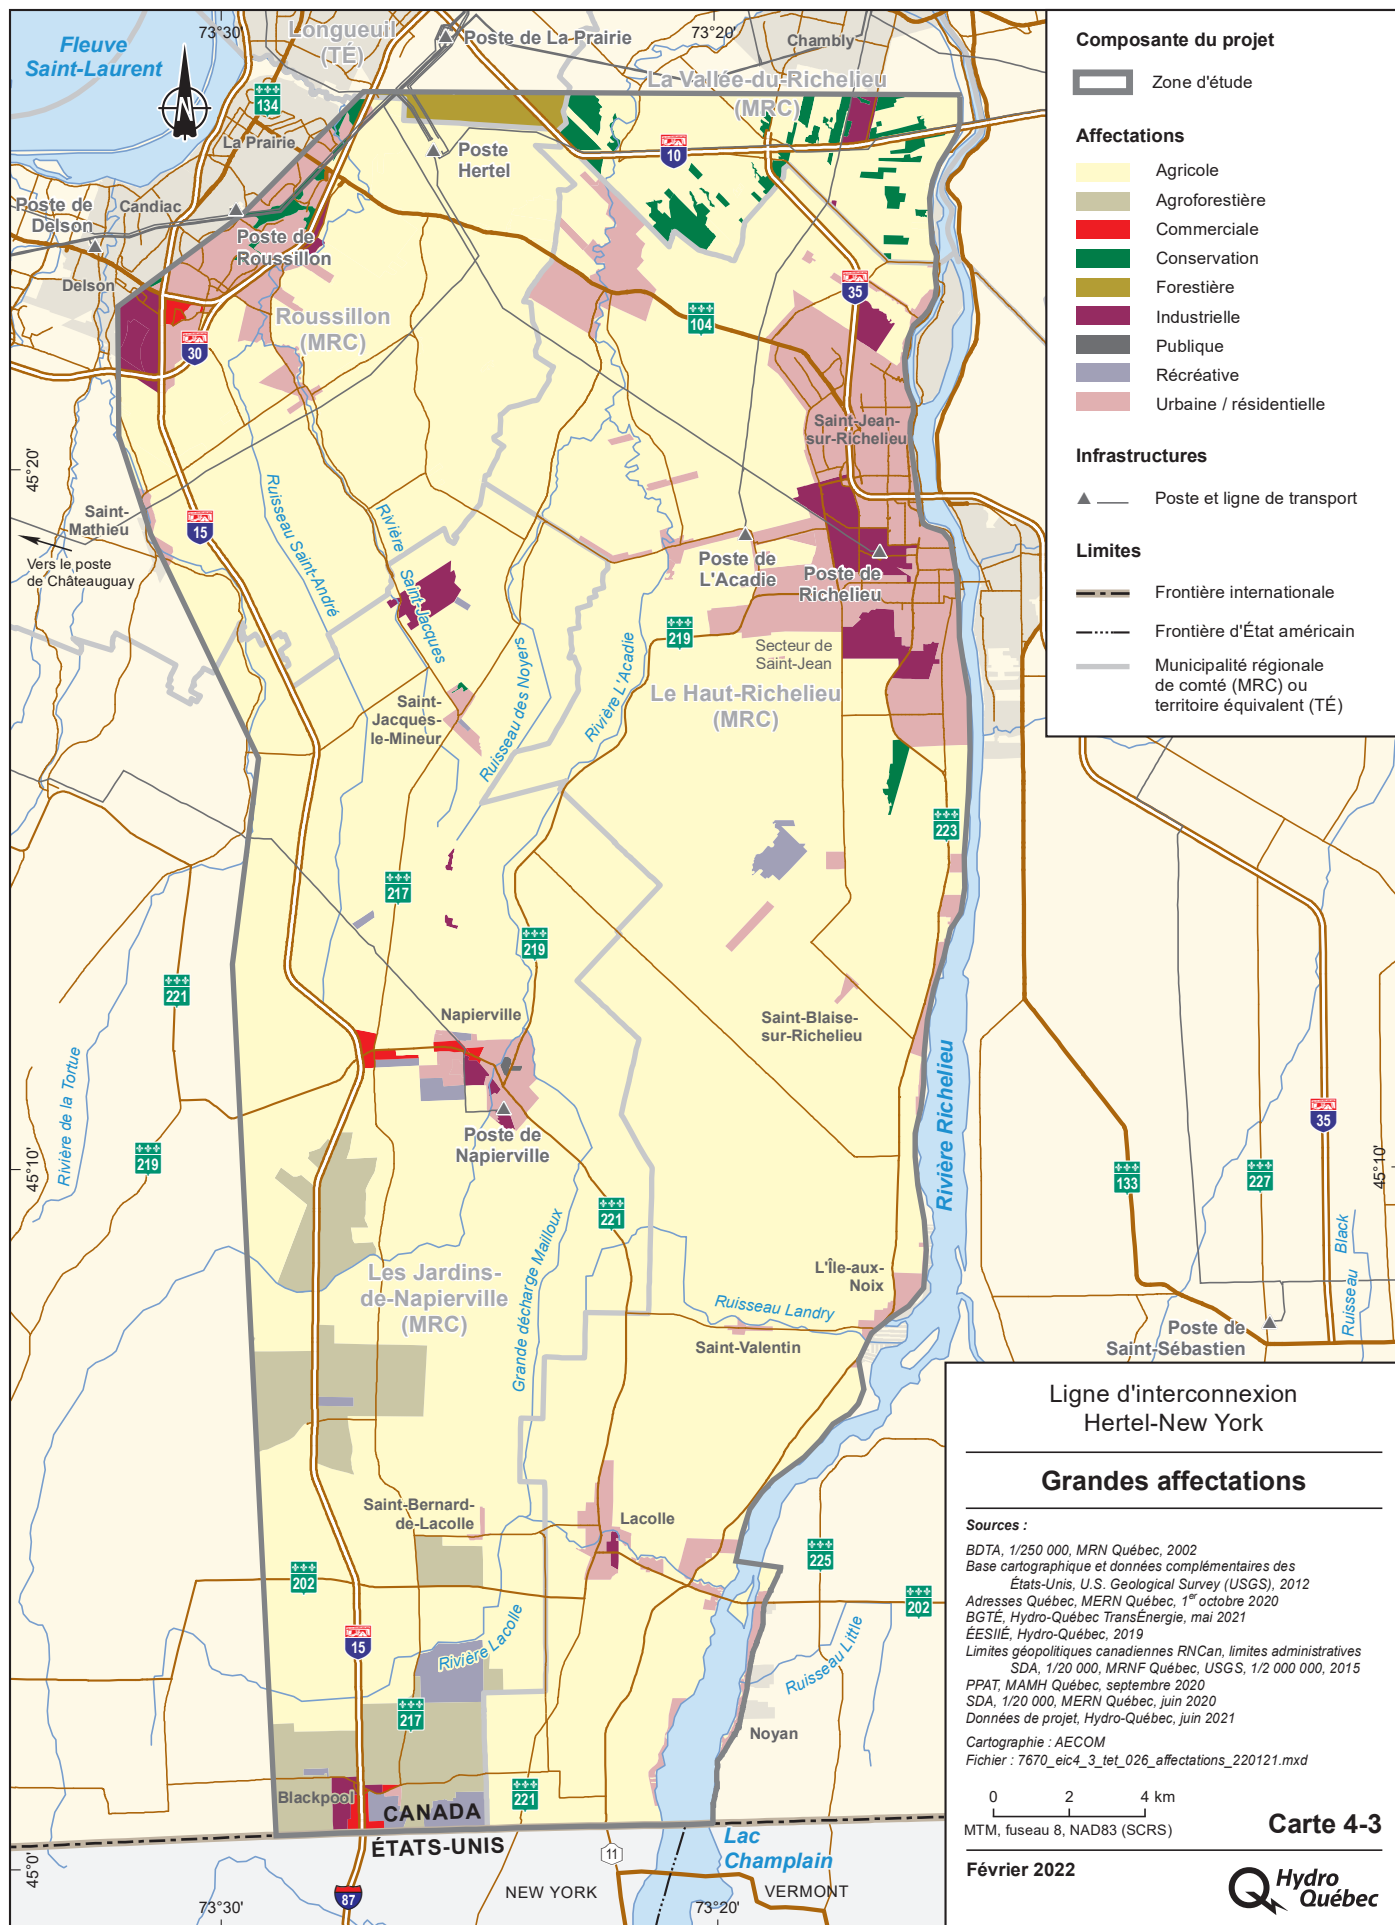 73°30'
73°20'
Fleuve
Saint-Laurent
Longueuil
(TÉ)
Poste de La Prairie
Chambly
La Vallée-du-Richelieu
(MRC)
N
134
La Prairie
Poste
Hertel
10
Poste de
Delson
Candiac
Poste de
Roussillon
Delson
35
Roussillon
(MRC)
104
30
Saint-Jean-
sur-Richelieu
45°20'
Saint-
Mathieu
15
Ruisseau Saint-André
Rivière
Saint-Jacques
Vers le poste
de Châteauguay
Poste de
L'Acadie
Poste de
Richelieu
219
Secteur de
Saint-Jean
Ruisseau des Noyers
Rivière L'Acadie
Saint-
Jacques-
le-Mineur
Le Haut-Richelieu
(MRC)
223
217
219
221
Napierville
Saint-Blaise-
sur-Richelieu
Rivière de la Tortue
Rivière Richelieu
35
Poste de
Napierville
45°10'
219
221
133
227
45°10'
Grande décharge Mailloux
Les Jardins-
de-Napierville
(MRC)
L'Île-aux-
Noix
Ruisseau Landry
Saint-Valentin
Ruisseau
Black
Poste de
Saint-Sébastien
Saint-Bernard-
de-Lacolle
Lacolle
225
202
202
15
Rivière Lacolle
Ruisseau Little
217
Noyan
Blackpool
221
CANADA
ÉTATS-UNIS
45°0'
11
Lac
Champlain
87
NEW YORK
VERMONT
73°30'
73°20'
Composante du projet
Zone d'étude
Affectations
Agricole
Agroforestière
Commerciale
Conservation
Forestière
Industrielle
Publique
Récréative
Urbaine / résidentielle
Infrastructures
Poste et ligne de transport
Limites
Frontière internationale
Frontière d'État américain
Municipalité régionale
de comté (MRC) ou
territoire équivalent (TÉ)
Ligne d'interconnexion
Hertel-New York
Grandes affectations
Sources :
BDTA, 1/250 000, MRN Québec, 2002
Base cartographique et données complémentaires des
États-Unis, U.S. Geological Survey (USGS), 2012
Adresses Québec, MERN Québec, 1er octobre 2020
BGTÉ, Hydro-Québec TransÉnergie, mai 2021
ÉESIIÉ, Hydro-Québec, 2019
Limites géopolitiques canadiennes RNCan, limites administratives
SDA, 1/20 000, MRNF Québec, USGS, 1/2 000 000, 2015
PPAT, MAMH Québec, septembre 2020
SDA, 1/20 000, MERN Québec, juin 2020
Données de projet, Hydro-Québec, juin 2021
Cartographie : AECOM
Fichier : 7670_eic4_3_tet_026_affectations_220121.mxd
0 2 4 km
MTM, fuseau 8, NAD83 (SCRS)
Carte 4-3
Février 2022
Hydro
Québec